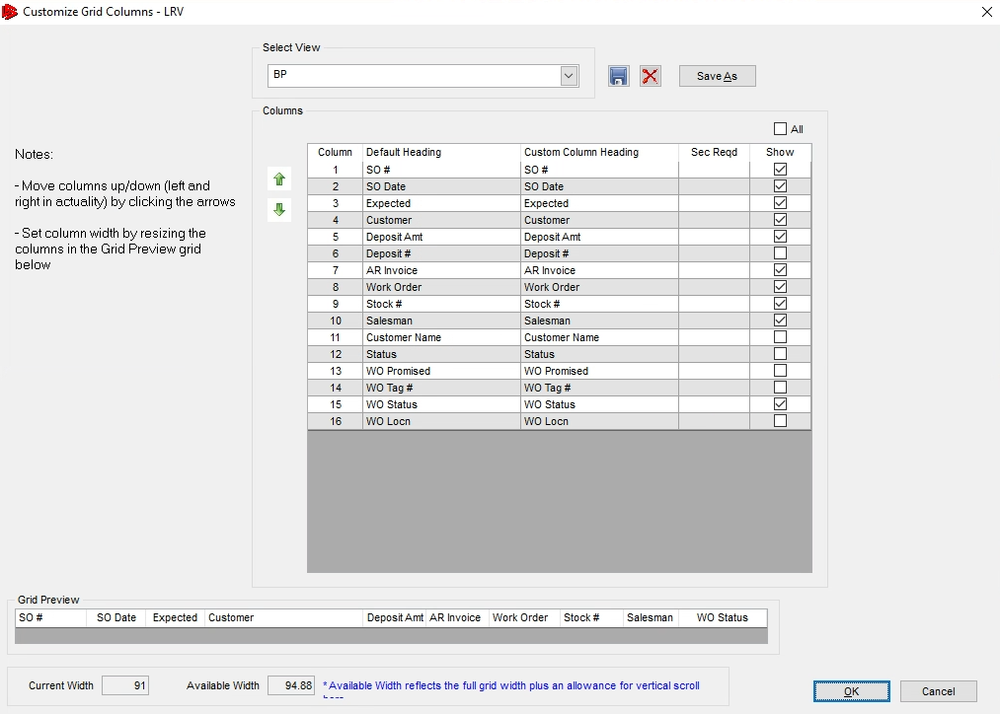 Customize Grid Columns - LRV
Select View
BP
Save As
Columns
All
Notes:
- Move columns up/down (left and
right in actuality) by clicking the arrows
- Set column width by resizing the
columns in the Grid Preview grid
below
Column Default Heading Custom Column Heading Sec Reqd Show
1 SO # SO #
2 SO Date SO Date
3 Expected Expected
4 Customer Customer
5 Deposit Amt Deposit Amt
6 Deposit # Deposit #
7 AR Invoice AR Invoice
8 Work Order Work Order
9 Stock # Stock #
10 Salesman Salesman
11 Customer Name Customer Name
12 Status Status
13 WO Promised WO Promised
14 WO Tag # WO Tag #
15 WO Status WO Status
16 WO Locn WO Locn
Grid Preview
SO # SO Date Expected Customer Deposit Amt AR Invoice Work Order Stock # Salesman WO Status
Current Width 91 Available Width 94.88 * Available Width reflects the full grid width plus an allowance for vertical scroll
OK Cancel